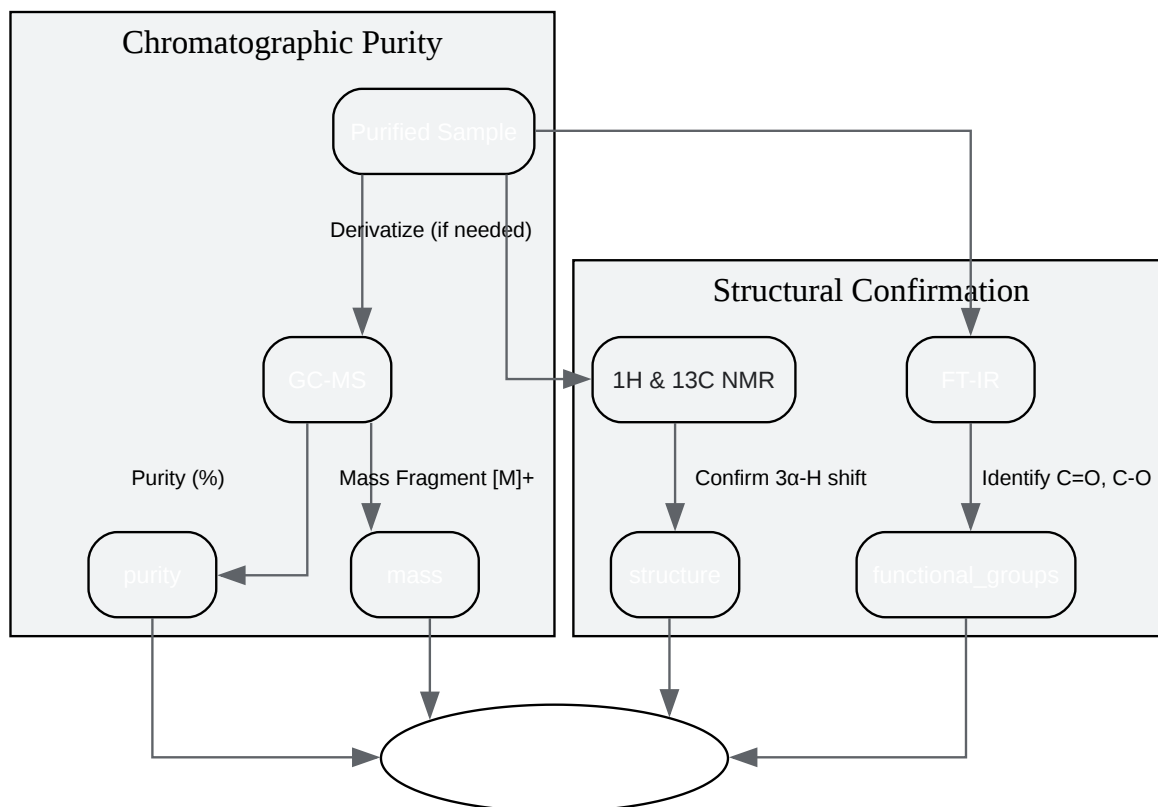 Chromatographic Purity
Purified Sample
Derivatize (if needed)
Structural Confirmation
GC-MS
1H & 13C NMR
FT-IR
Purity (%)
Mass Fragment [M]+
Confirm 3α-H shift
Identify C=O, C-O
purity
mass
structure
functional_groups